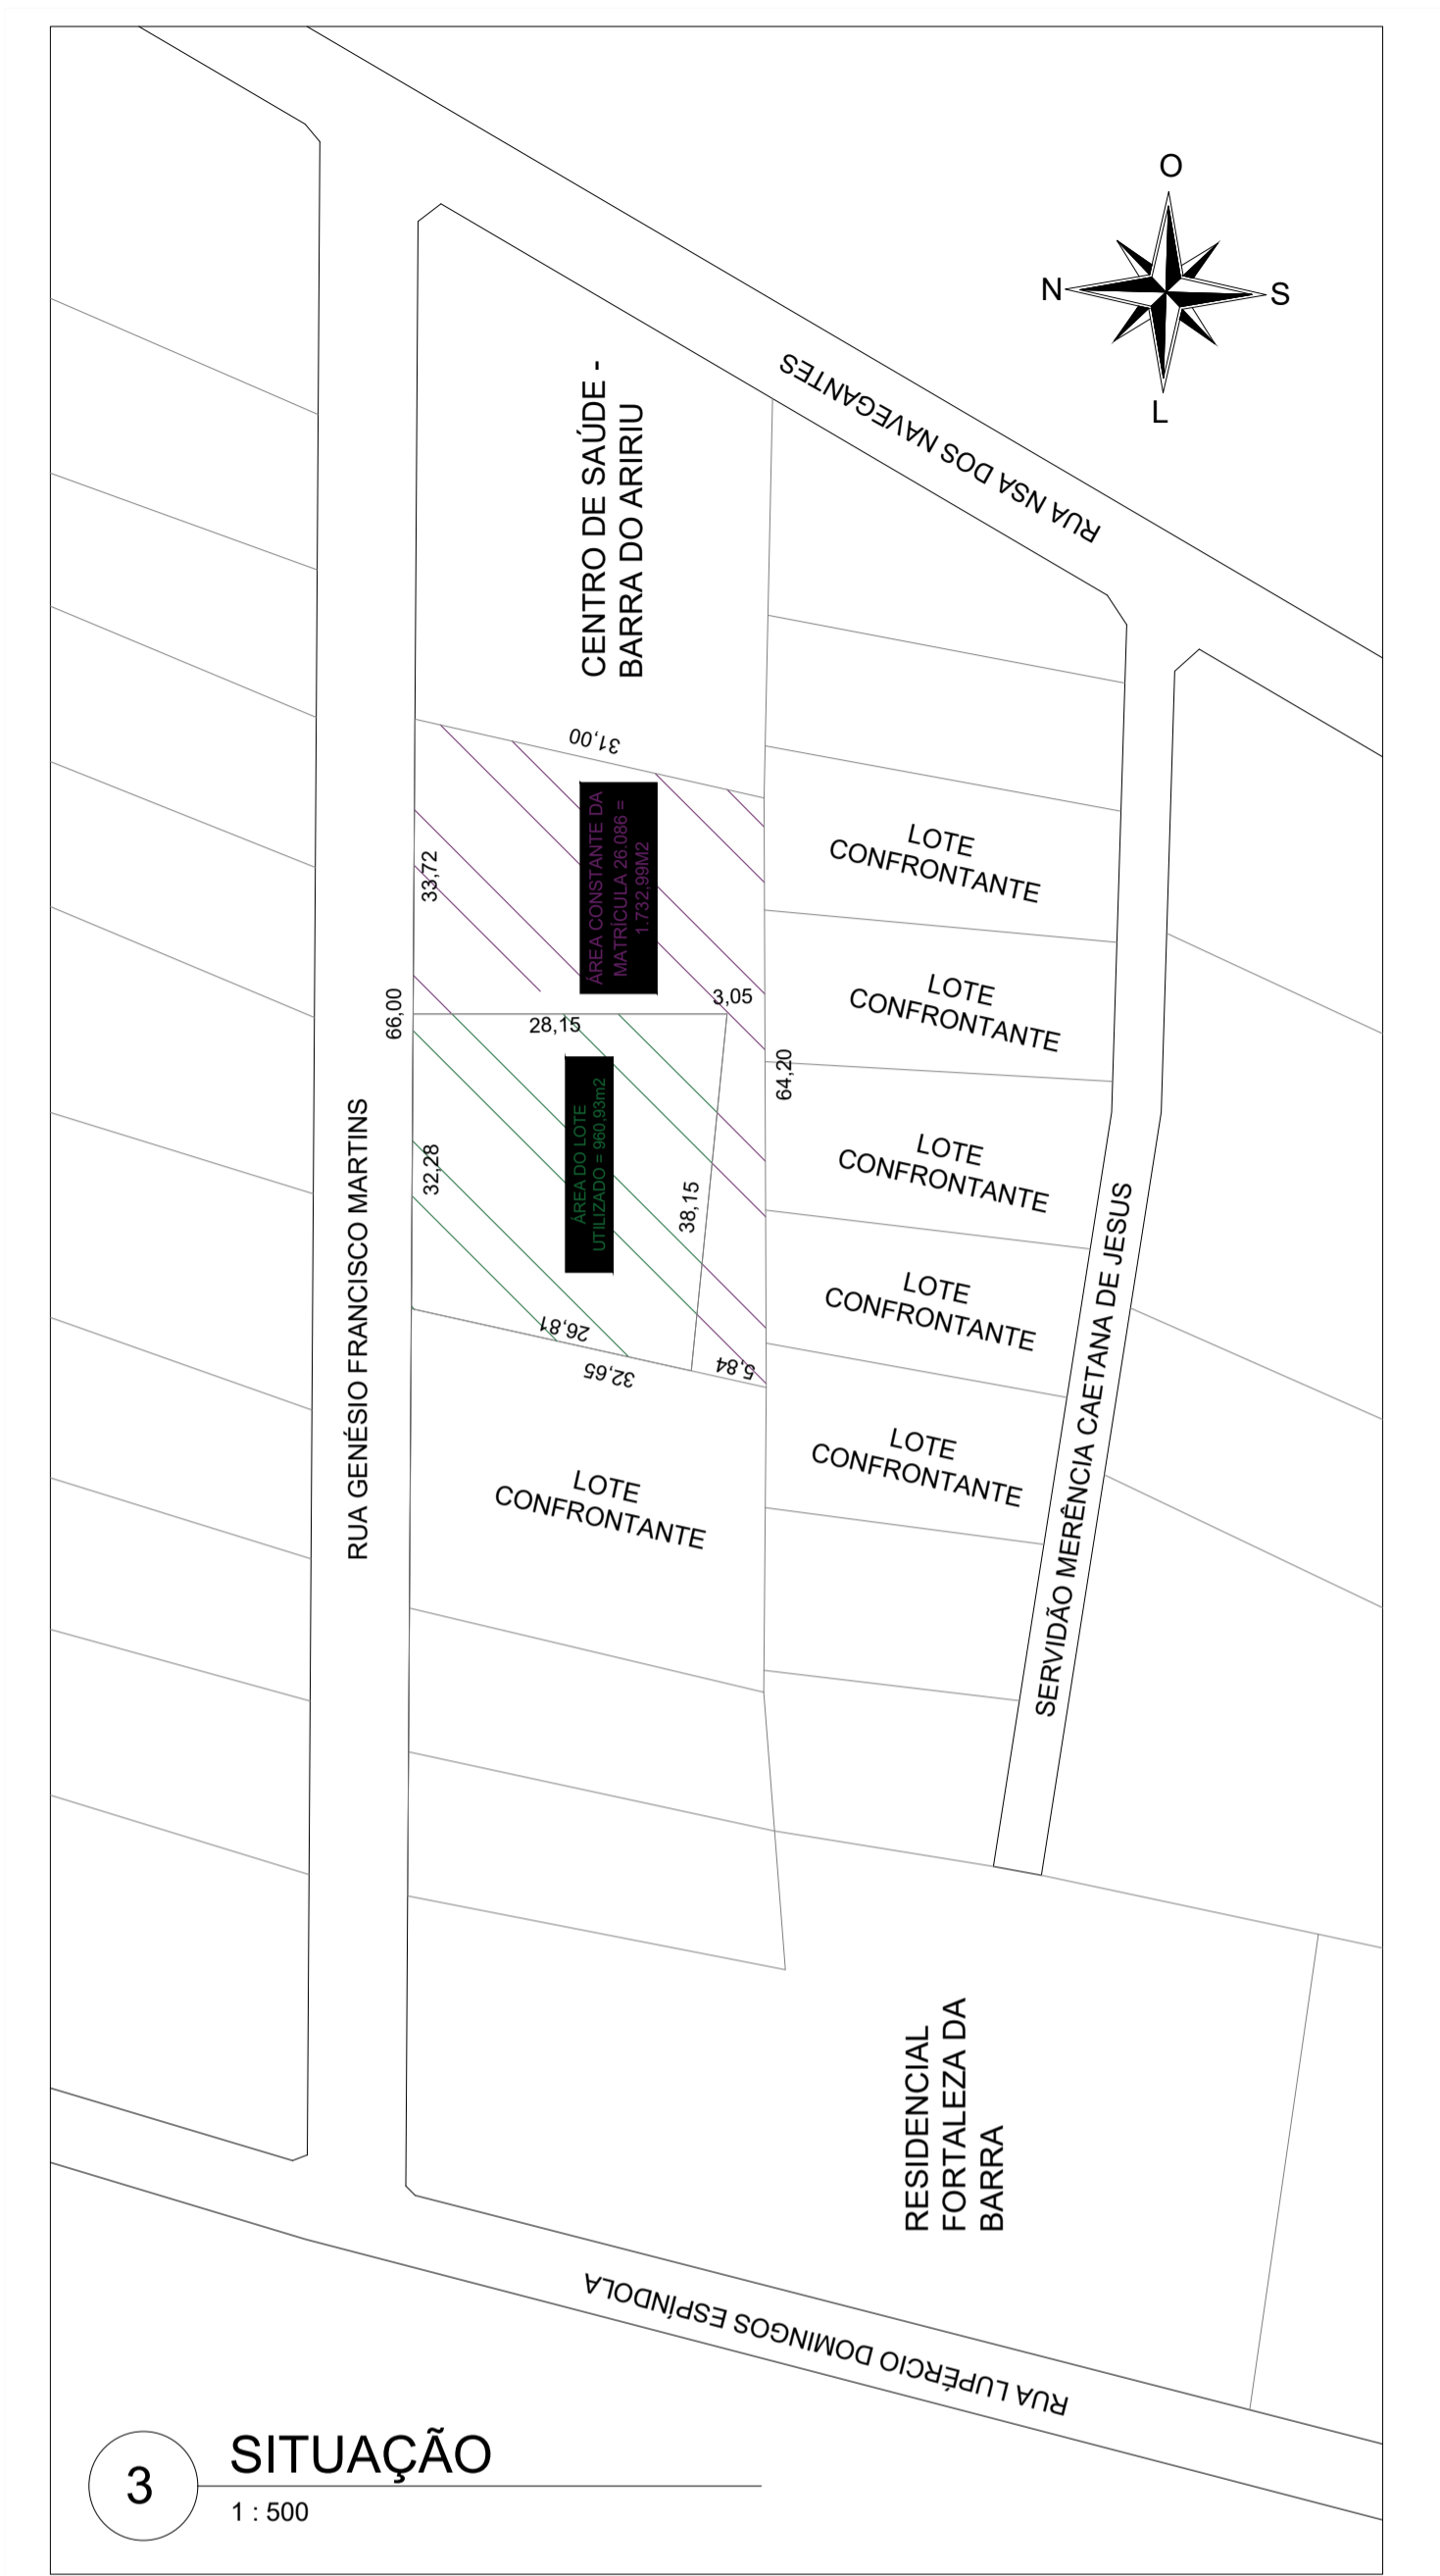 O
N
S
L
RUA NSA DOS NAVEGANTES
CENTRO DE SAÚDE -
BARRA DO ARIRIU
31,00
ÁREA CONSTANTE DA
MATRÍCULA 26.086 =
1.732,99M2
33,72
LOTE
CONFRONTANTE
LOTE
CONFRONTANTE
3,05
66,00
28,15
64,20
ÁREA DO LOTE
UTILIZADO = 960,93m2
32,28
38,15
LOTE
CONFRONTANTE
RUA GENÉSIO FRANCISCO MARTINS
SERVIDÃO MERÊNCIA CAETANA DE JESUS
LOTE
CONFRONTANTE
26,81
32,65
5,84
LOTE
CONFRONTANTE
LOTE
CONFRONTANTE
RESIDENCIAL
FORTALEZA DA
BARRA
RUA LUPÉRCIO DOMINGOS ESPÍNDOLA
3
SITUAÇÃO
1 : 500